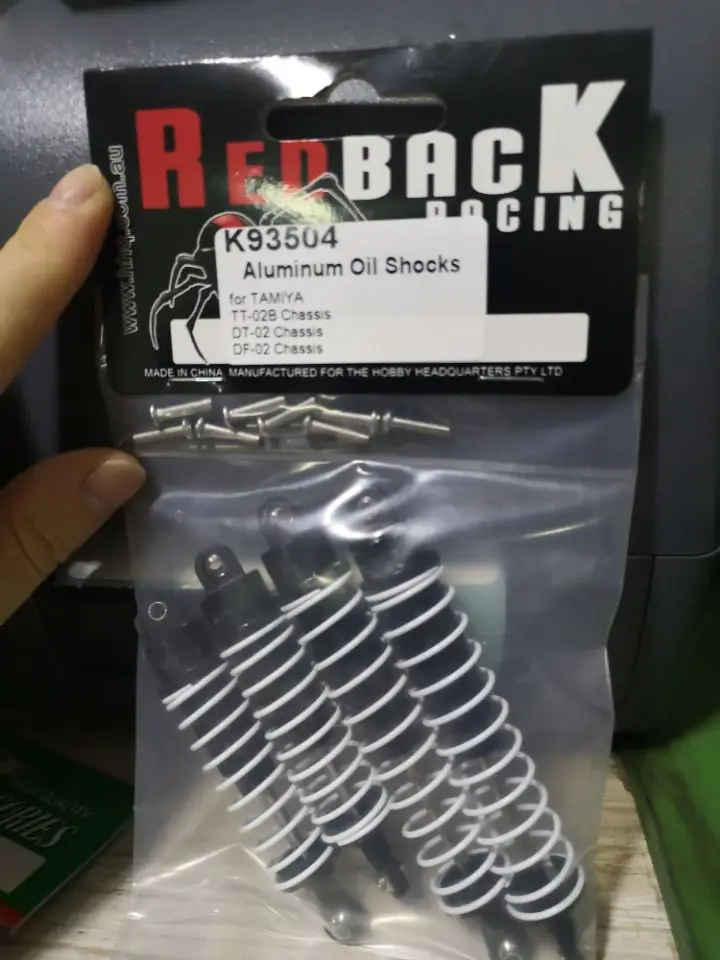 REDBACK
RACING
www.hhq.com.au
K93504
Aluminum Oil Shocks
for TAMIYA
TT-02B Chassis
DT-02 Chassis
DF-02 Chassis
MADE IN CHINA MANUFACTURED FOR THE HOBBY HEADQUARTERS PTY LTD
QUALITY